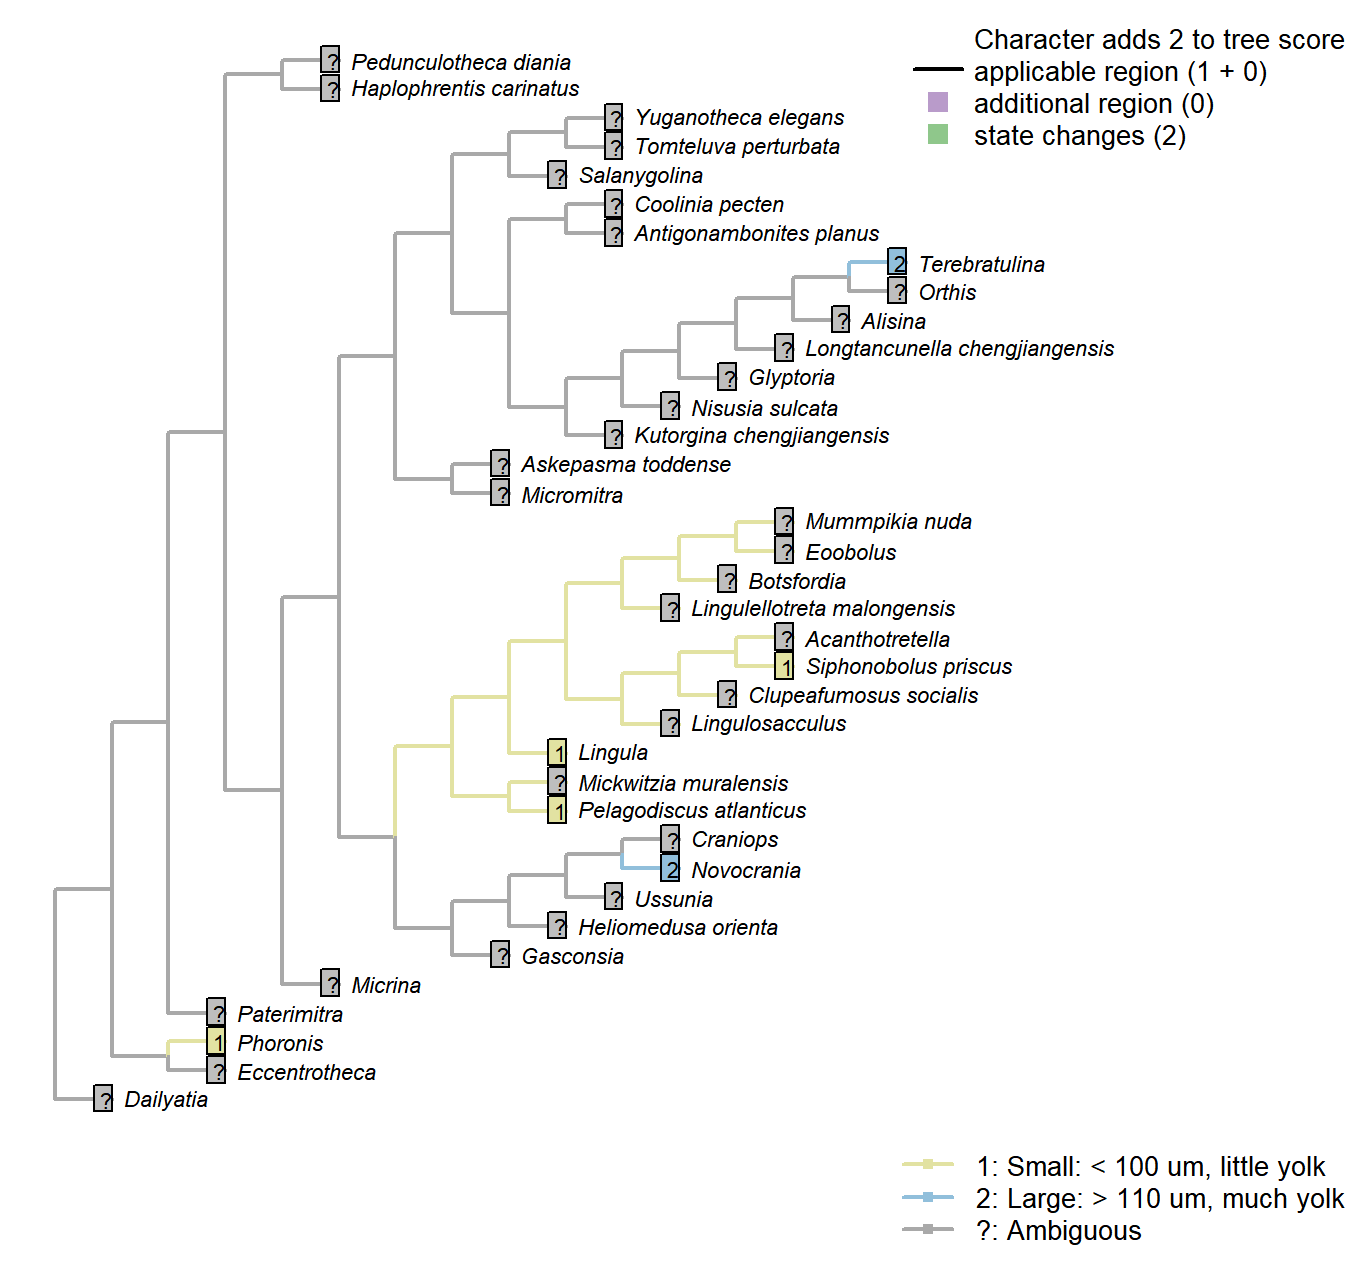 Character adds 2 to tree score
applicable region (1 + 0)
additional region (0)
state changes (2)
? Pedunculotheca diania
? Haplophrentis carinatus
? Yuganotheca elegans
? Tomteluva perturbata
? Salanygolina
? Coolinia pecten
? Antigonambonites planus
2 Terebratulina
? Orthis
? Alisina
? Longtancunella chengjiangensis
? Glyptoria
? Nisusia sulcata
? Kutorgina chengjiangensis
? Askepasma toddense
? Micromitra
? Mummpikia nuda
? Eoobolus
? Botsfordia
? Lingulellotreta malongensis
? Acanthotretella
1 Siphonobolus priscus
? Clupeafumosus socialis
? Lingulosacculus
1 Lingula
? Mickwitzia muralensis
1 Pelagodiscus atlanticus
? Craniops
2 Novocrania
? Ussunia
? Heliomedusa orienta
? Gasconsia
? Micrina
? Paterimitra
1 Phoronis
? Eccentrotheca
? Dailyatia
1: Small: < 100 um, little yolk
2: Large: > 110 um, much yolk
?: Ambiguous